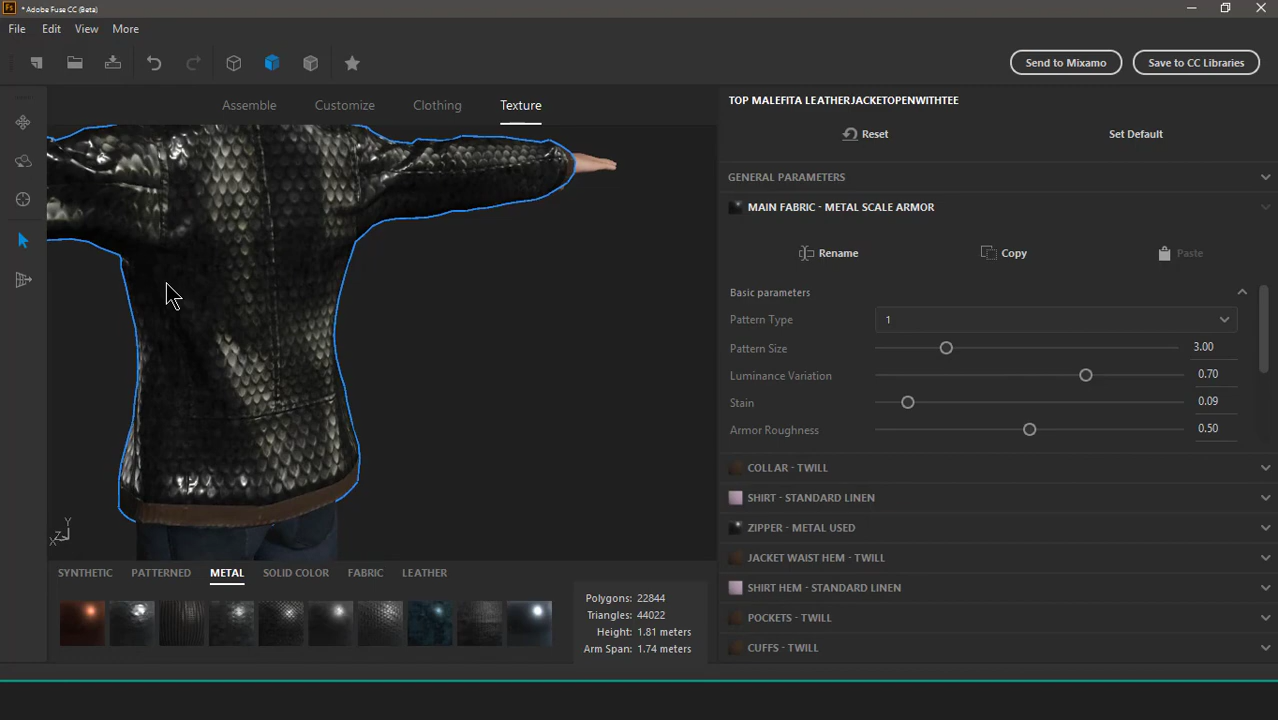 Fs * Adobe Fuse CC (Beta)
File Edit View More
Send to Mixamo Save to CC Libraries
Assemble Customize Clothing Texture
TOP MALEFITA LEATHERJACKETOPENWITHTEE
Reset Set Default
GENERAL PARAMETERS
MAIN FABRIC - METAL SCALE ARMOR
Rename Copy Paste
Basic parameters
Pattern Type 1
Pattern Size 3.00
Luminance Variation 0.70
Stain 0.09
Armor Roughness 0.50
COLLAR - TWILL
SHIRT - STANDARD LINEN
ZIPPER - METAL USED
JACKET WAIST HEM - TWILL
SHIRT HEM - STANDARD LINEN
POCKETS - TWILL
CUFFS - TWILL
Y
Z
X
SYNTHETIC PATTERNED METAL SOLID COLOR FABRIC LEATHER
Polygons: 22844
Triangles: 44022
Height: 1.81 meters
Arm Span: 1.74 meters